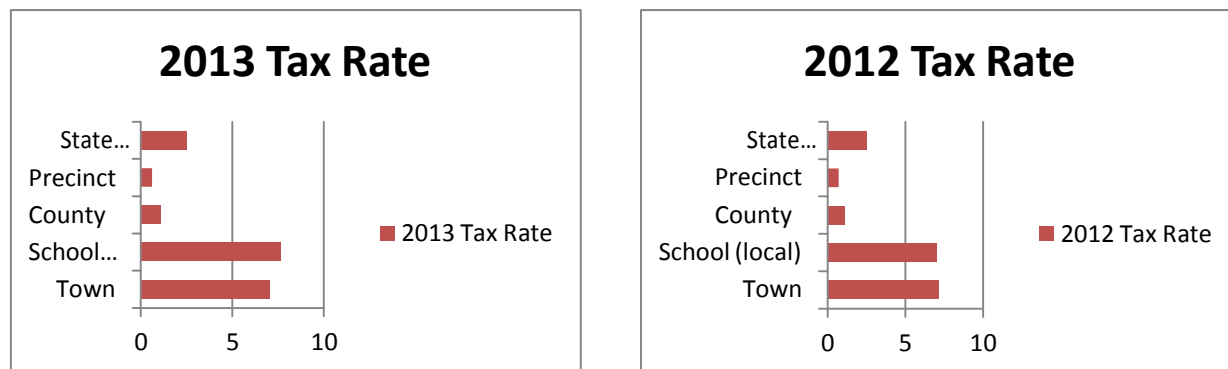 2013 Tax Rate
State...
Precinct
County
School...
Town
0 5 10
2013 Tax Rate
2012 Tax Rate
State...
Precinct
County
School (local)
Town
0 5 10
2012 Tax Rate